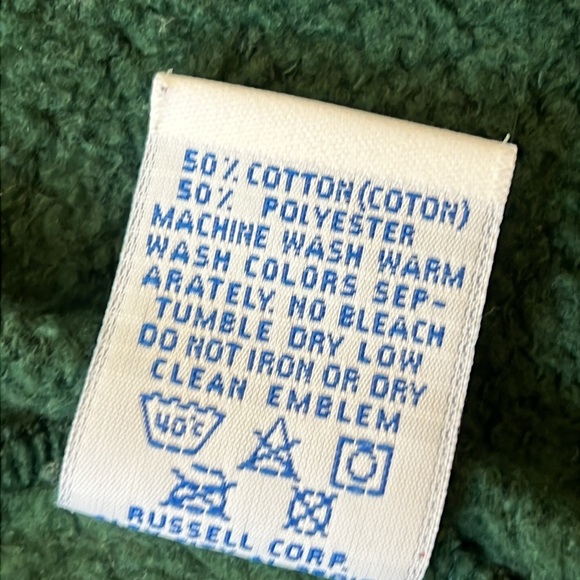 50% COTTON (COTON)
50% POLYESTER
MACHINE WASH WARM
WASH COLORS SEP-
ARATELY. NO BLEACH
TUMBLE DRY LOW
DO NOT IRON OR DRY
CLEAN EMBLEM
40°C
RUSSELL CORP.